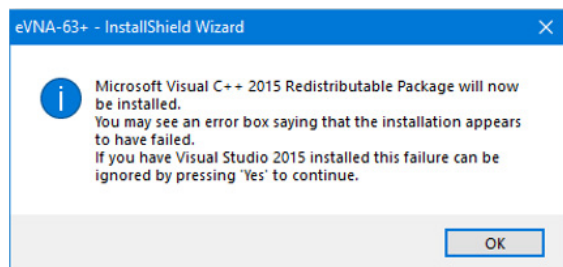 eVNA-63+ - InstallShield Wizard
Microsoft Visual C++ 2015 Redistributable Package will now
be installed.
You may see an error box saying that the installation appears
to have failed.
If you have Visual Studio 2015 installed this failure can be
ignored by pressing 'Yes' to continue.
OK